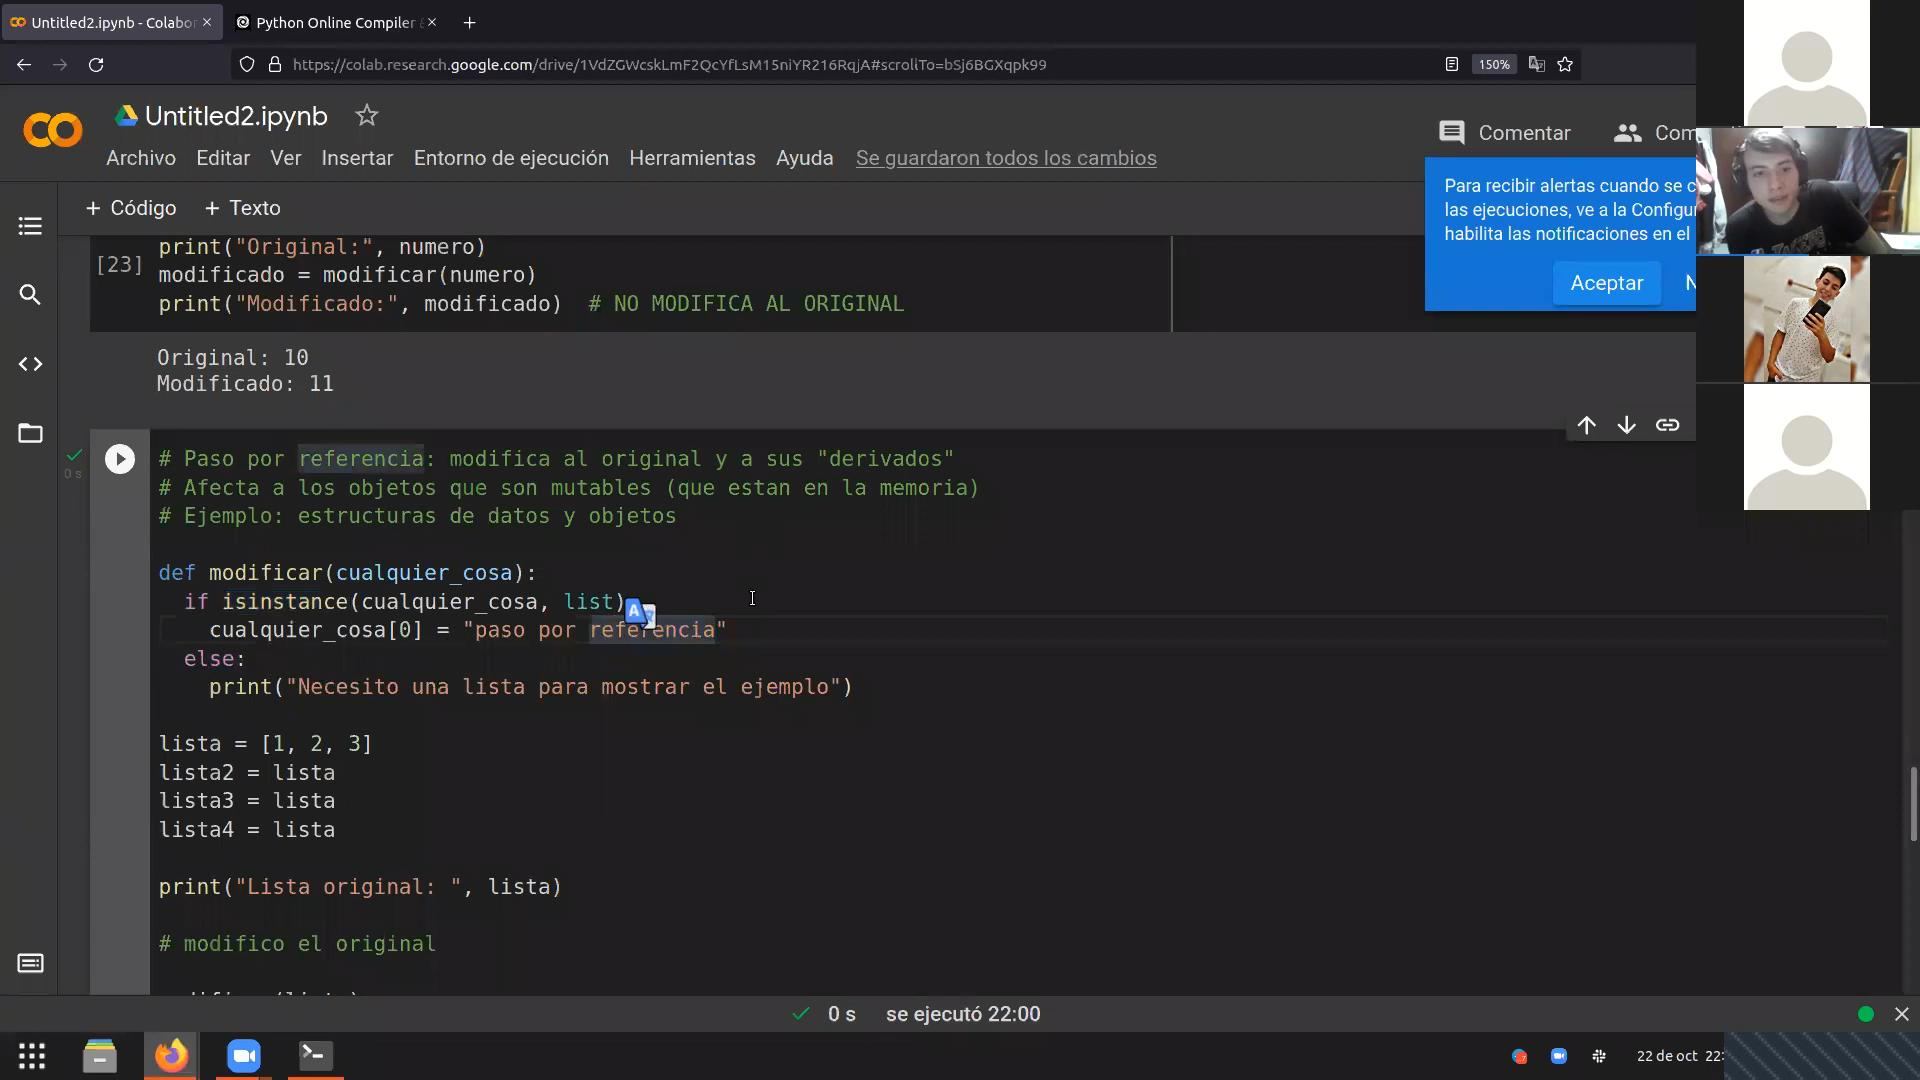 Untitled2.ipynb - Colabor
Python Online Compiler
https://colab.research.google.com/drive/1VdZGWcskLmF2QcYfLsM15niYR216RqjA#scrollTo=bSj6BGXqpk99
150%
Untitled2.ipynb
Comentar
Com
Archivo Editar Ver Insertar Entorno de ejecución Herramientas Ayuda Se guardaron todos los cambios
Para recibir alertas cuando se c
las ejecuciones, ve a la Configu
habilita las notificaciones en el
Aceptar N
+ Código + Texto
[23]
print("Original:", numero)
modificado = modificar(numero)
print("Modificado:", modificado) # NO MODIFICA AL ORIGINAL
Original: 10
Modificado: 11
0 s
# Paso por referencia: modifica al original y a sus "derivados"
# Afecta a los objetos que son mutables (que estan en la memoria)
# Ejemplo: estructuras de datos y objetos
def modificar(cualquier_cosa):
if isinstance(cualquier_cosa, list)
cualquier_cosa[0] = "paso por referencia"
else:
print("Necesito una lista para mostrar el ejemplo")
lista = [1, 2, 3]
lista2 = lista
lista3 = lista
lista4 = lista
print("Lista original: ", lista)
# modifico el original
0 s se ejecutó 22:00
22 de oct 22: